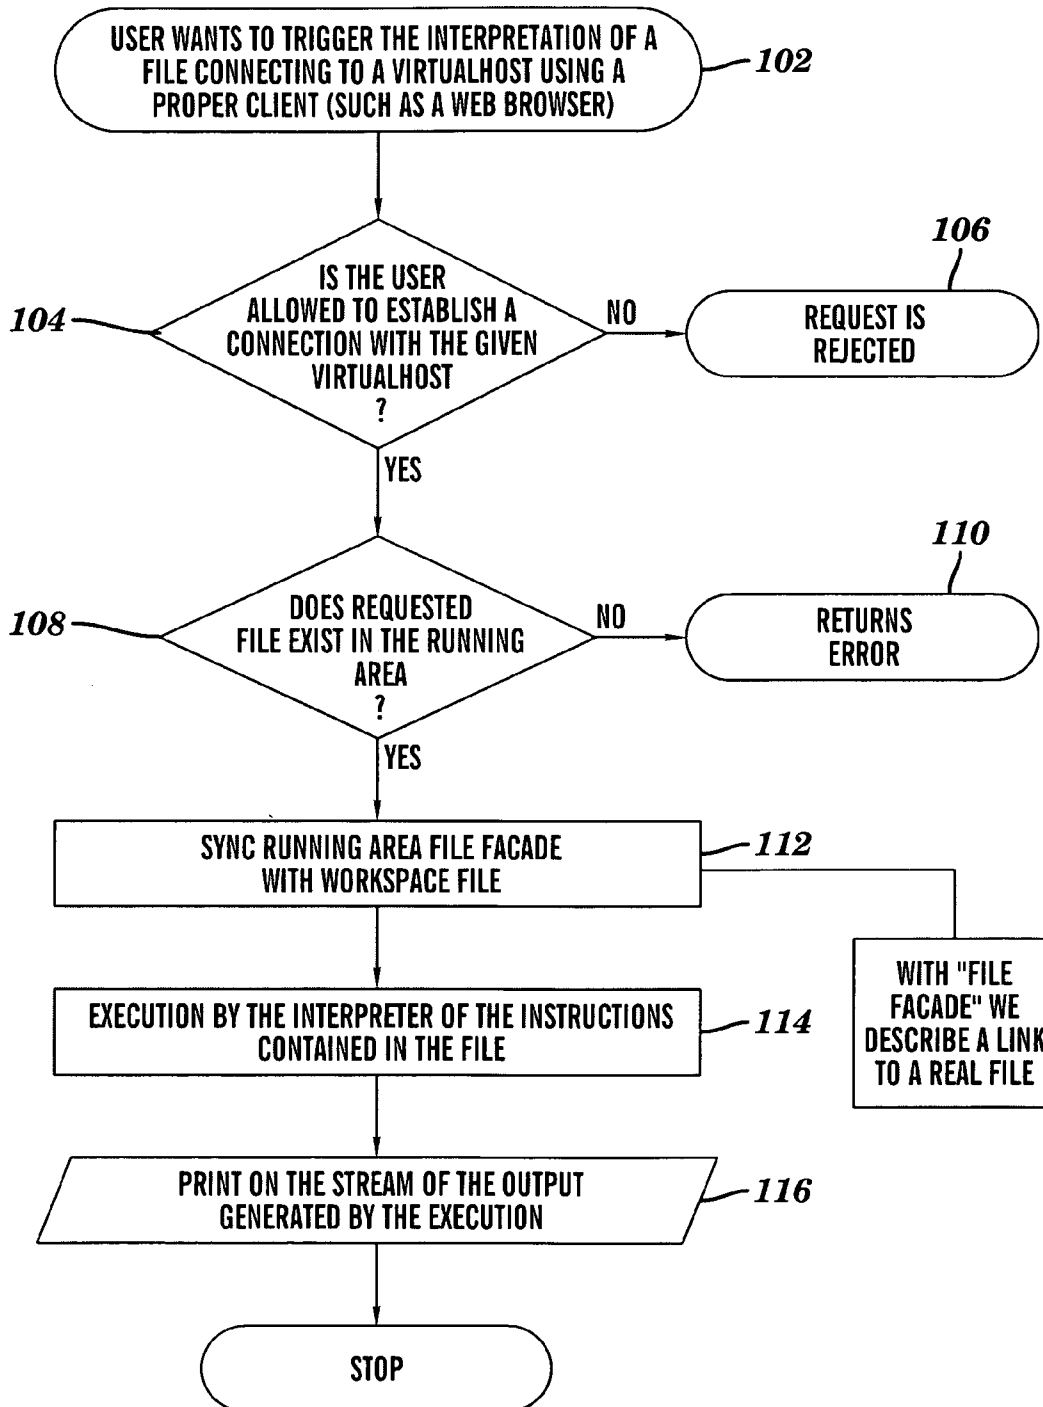 USER WANTS TO TRIGGER THE INTERPRETATION OF A
FILE CONNECTING TO A VIRTUALHOST USING A
PROPER CLIENT (SUCH AS A WEB BROWSER)
102
IS THE USER
ALLOWED TO ESTABLISH A
CONNECTION WITH THE GIVEN
VIRTUALHOST
?
104
NO
106
REQUEST IS
REJECTED
YES
DOES REQUESTED
FILE EXIST IN THE RUNNING
AREA
?
108
NO
110
RETURNS
ERROR
YES
SYNC RUNNING AREA FILE FACADE
WITH WORKSPACE FILE
112
WITH "FILE
FACADE" WE
DESCRIBE A LINK
TO A REAL FILE
EXECUTION BY THE INTERPRETER OF THE INSTRUCTIONS
CONTAINED IN THE FILE
114
PRINT ON THE STREAM OF THE OUTPUT
GENERATED BY THE EXECUTION
116
STOP